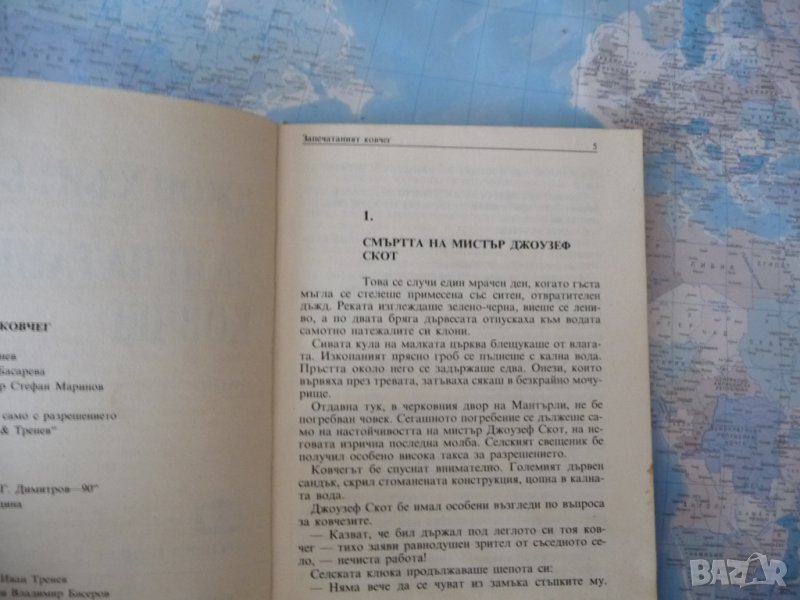 КОВЧЕГ
нев
Басарева
р Стефан Маринов
само с разрешението
& Тренев"
Г. Димитров—90"
Иван Тренев
в Владимир Бисеров
Запечатаният ковчег
5
1.
СМЪРТТА НА МИСТЪР ДЖОУЗЕФ
СКОТ
Това се случи един мрачен ден, когато гъста
мъгла се стелеше примесена със ситен, отвратителен
дъжд. Реката изглеждаше зелено-черна, виеше се лени-
во, а по двата бряга дърветата отпускаха към водата
самотно натежалите си клони.
Сивата кула на малката църква блещукаше от влага-
та. Изкопаният прясно гроб се пълнеше с кална вода.
Пръстта около него се задържаше едва. Онези, които
вървяха през тревата, затъваха сякаш в безкрайно мочу-
рище.
Отдавна тук, в черковния двор на Мантърли, не бе
погребван човек. Сегашното погребение се дължеше са-
мо на настойчивостта на мистър Джоузеф Скот, на не-
говата изрична последна молба. Селският свещеник бе
получил особено висока такса за разрешението.
Ковчегът бе спуснат внимателно. Големият дървен
сандък, скрил стоманената конструкция, цопна в калната
вода.
Джоузеф Скот бе имал особени възгледи по въпроса
за ковчезите.
— Казват, че бил държал под леглото си тоя ков-
чег — тихо заяви равнодушен зрител от съседното се-
ло, — нечиста работа!
Селската клюка продължаваше шепота си:
— Няма вече да се чуват из замъка стъпките му.
BAZAR